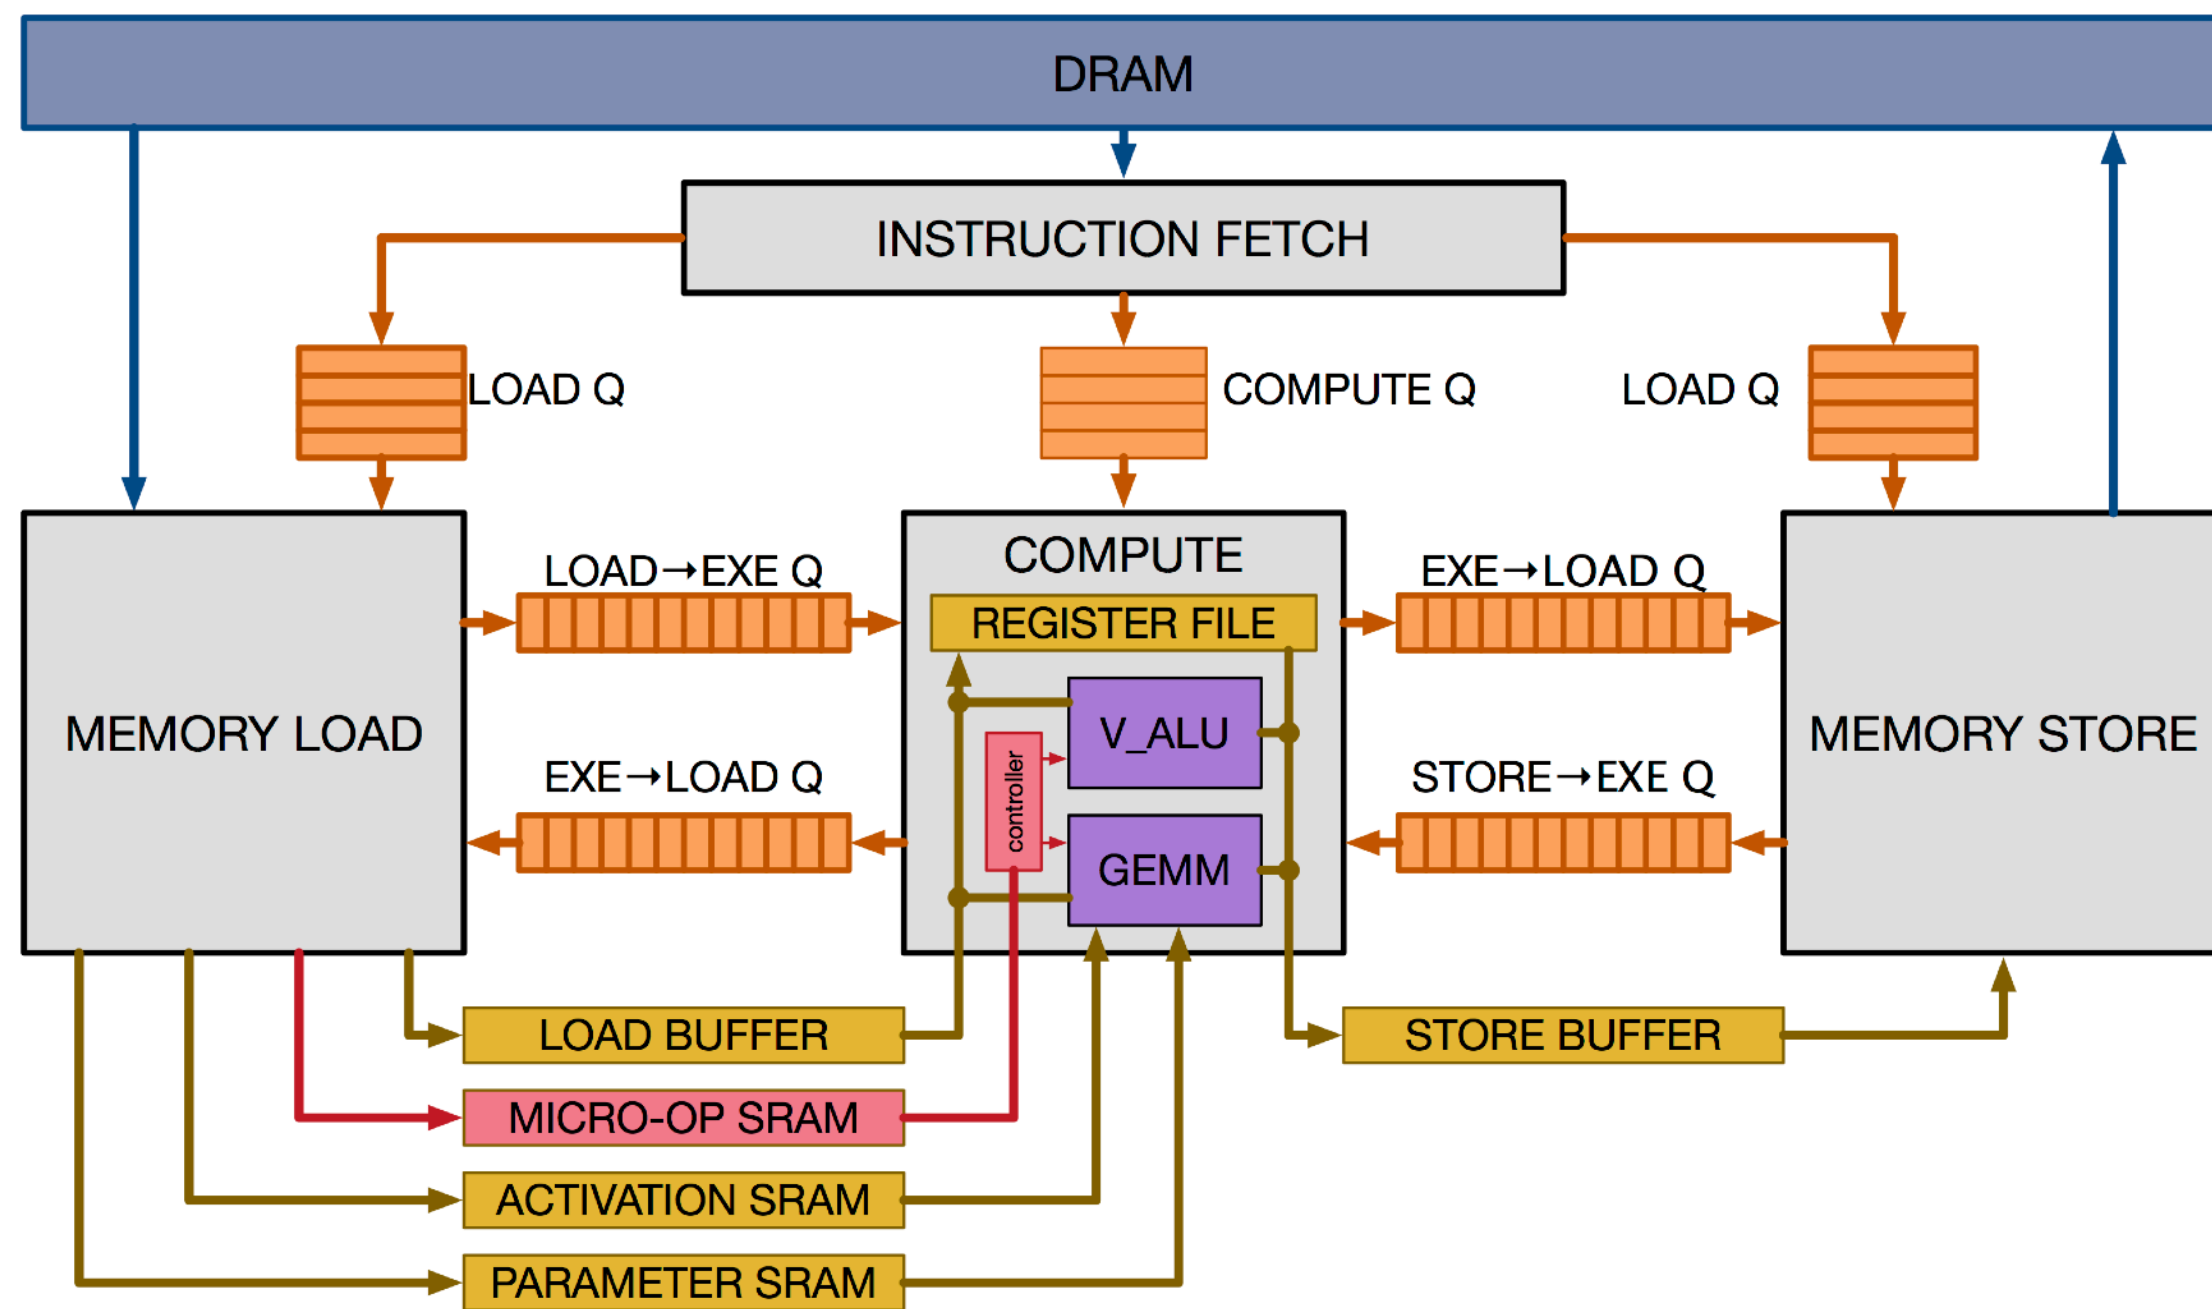 DRAM
INSTRUCTION FETCH
LOAD Q
COMPUTE Q
LOAD Q
MEMORY LOAD
LOAD→EXE Q
EXE→LOAD Q
COMPUTE
REGISTER FILE
V_ALU
controller
GEMM
EXE→LOAD Q
STORE→EXE Q
MEMORY STORE
LOAD BUFFER
STORE BUFFER
MICRO-OP SRAM
ACTIVATION SRAM
PARAMETER SRAM